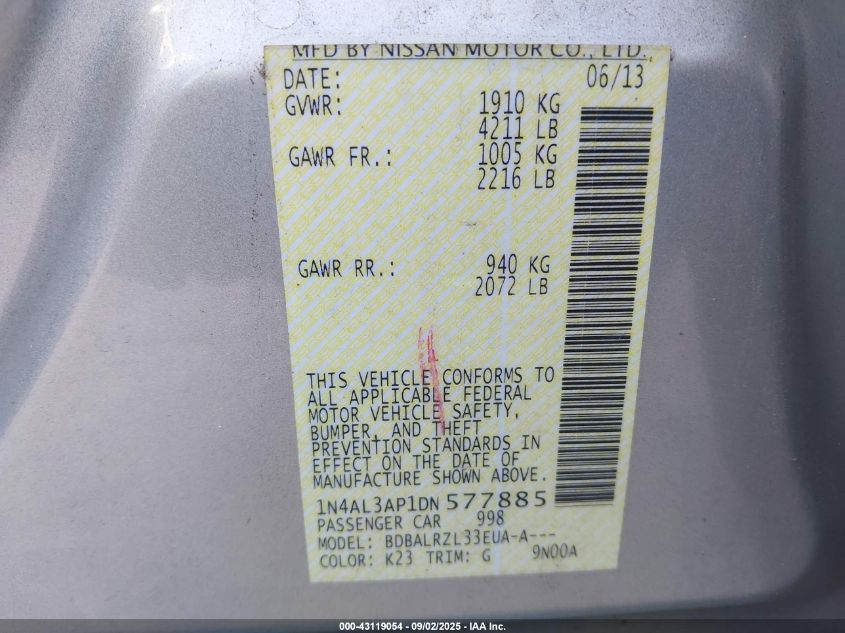 MFD BY NISSAN MOTOR CO., LTD.
DATE: 06/13
GVWR: 1910 KG
4211 LB
GAWR FR.: 1005 KG
2216 LB
GAWR RR.: 940 KG
2072 LB
THIS VEHICLE CONFORMS TO
ALL APPLICABLE FEDERAL
MOTOR VEHICLE SAFETY,
BUMPER, AND THEFT
PREVENTION STANDARDS IN
EFFECT ON THE DATE OF
MANUFACTURE SHOWN ABOVE.
1N4AL3AP1DN577885
PASSENGER CAR 998
MODEL: BDBALRZL33EUA-A---
COLOR: K23 TRIM: G 9N00A
000-43119054 - 09/02/2025 - IAA Inc.